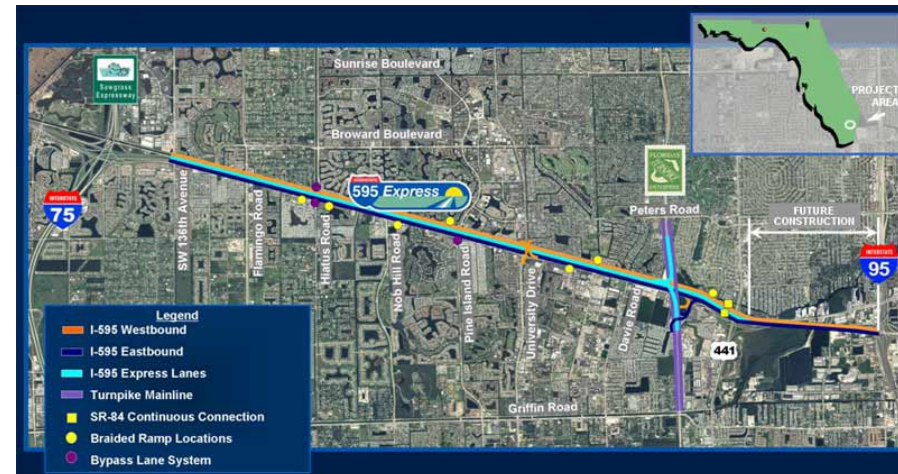 Sawgrass
Expressway
Sunrise Boulevard
Broward Boulevard
PROJECT
AREA
INTERSTATE
75
SW 136th Avenue
Flamingo Road
Hiatus Road
INTERSTATE
595 Express
Nob Hill Road
Pine Island Road
University Drive
Davie Road
FLORIDA'S
ENTERPRISE
Peters Road
FUTURE
CONSTRUCTION
INTERSTATE
95
441
Griffin Road
Legend
I-595 Westbound
I-595 Eastbound
I-595 Express Lanes
Turnpike Mainline
SR-84 Continuous Connection
Braided Ramp Locations
Bypass Lane System